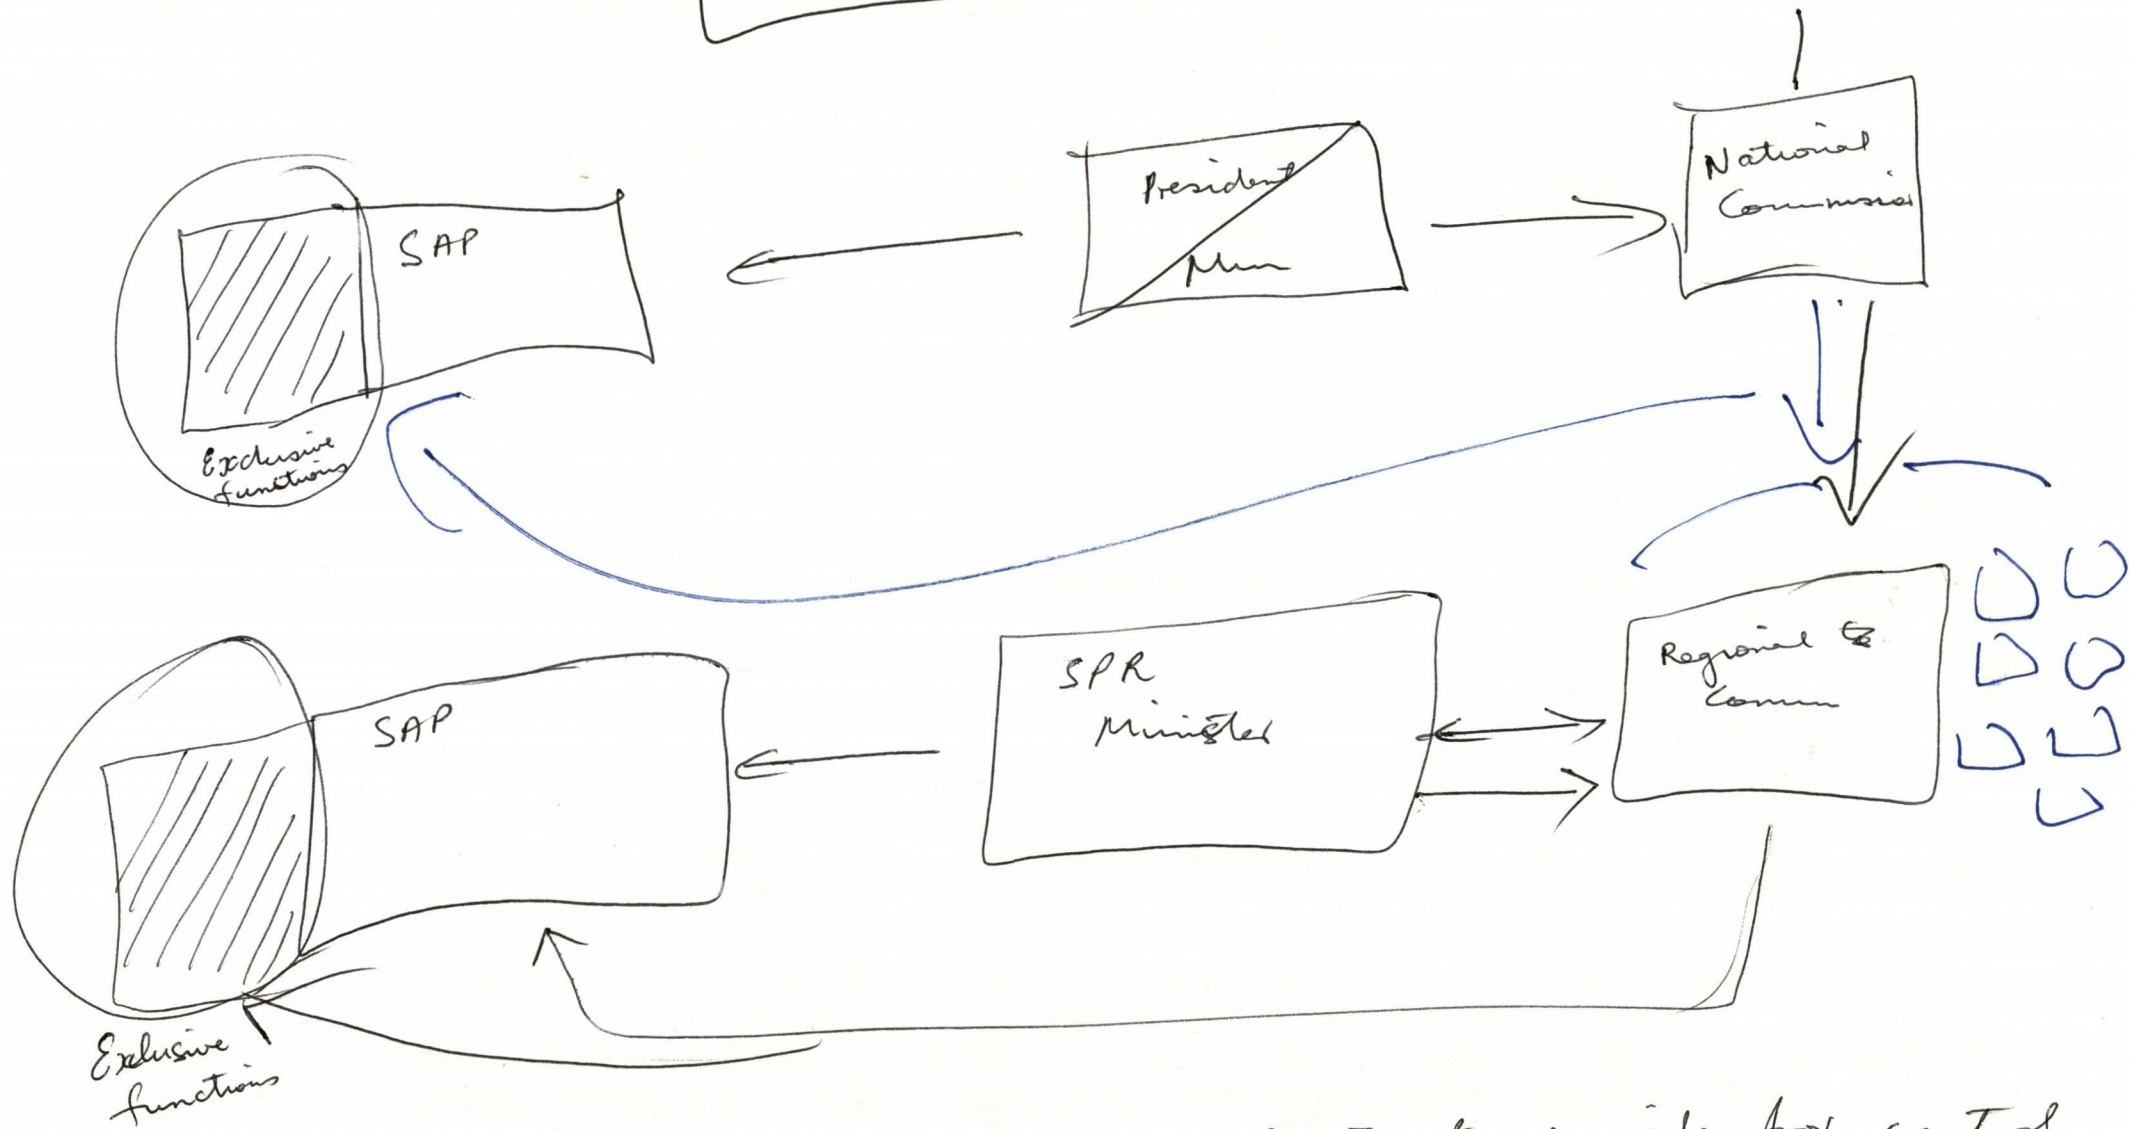 National
President
Commission
SAP
Min
Exclusive
functions
Regional
Comm
SPR
Minister
SAP
Exclusive
functions